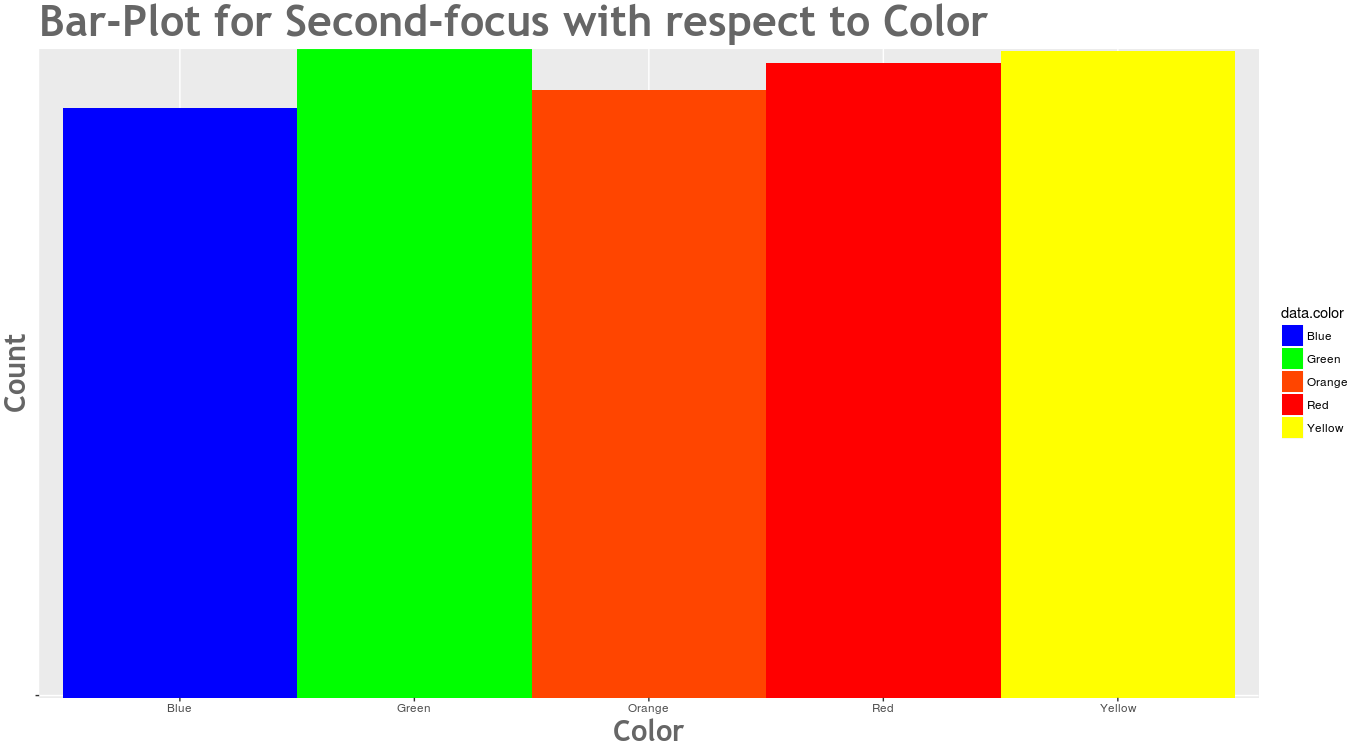 Bar-Plot for Second-focus with respect to Color
Count
data.color
Blue
Green
Orange
Red
Yellow
Blue
Green
Orange
Red
Yellow
Color